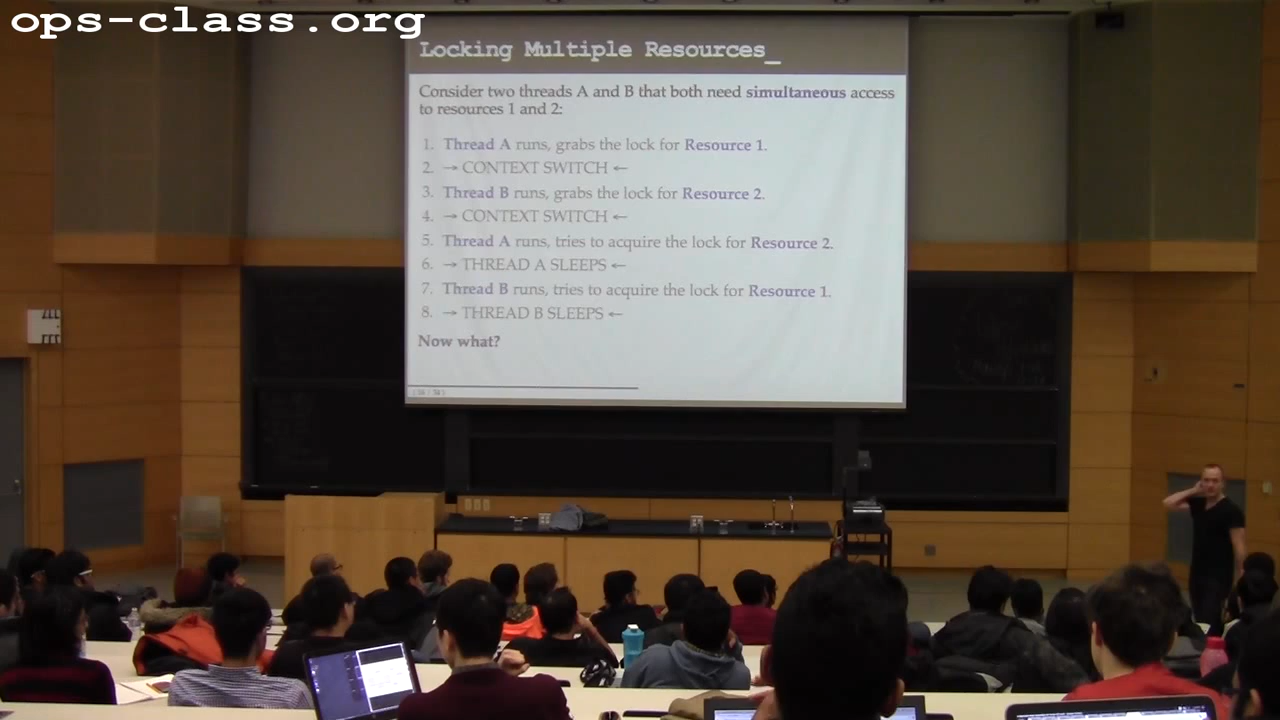 ops-class.org
Locking Multiple Resources_
Consider two threads A and B that both need simultaneous access
to resources 1 and 2:
1. Thread A runs, grabs the lock for Resource 1.
2. → CONTEXT SWITCH ←
3. Thread B runs, grabs the lock for Resource 2.
4. → CONTEXT SWITCH ←
5. Thread A runs, tries to acquire the lock for Resource 2.
6. → THREAD A SLEEPS ←
7. Thread B runs, tries to acquire the lock for Resource 1.
8. → THREAD B SLEEPS ←
Now what?